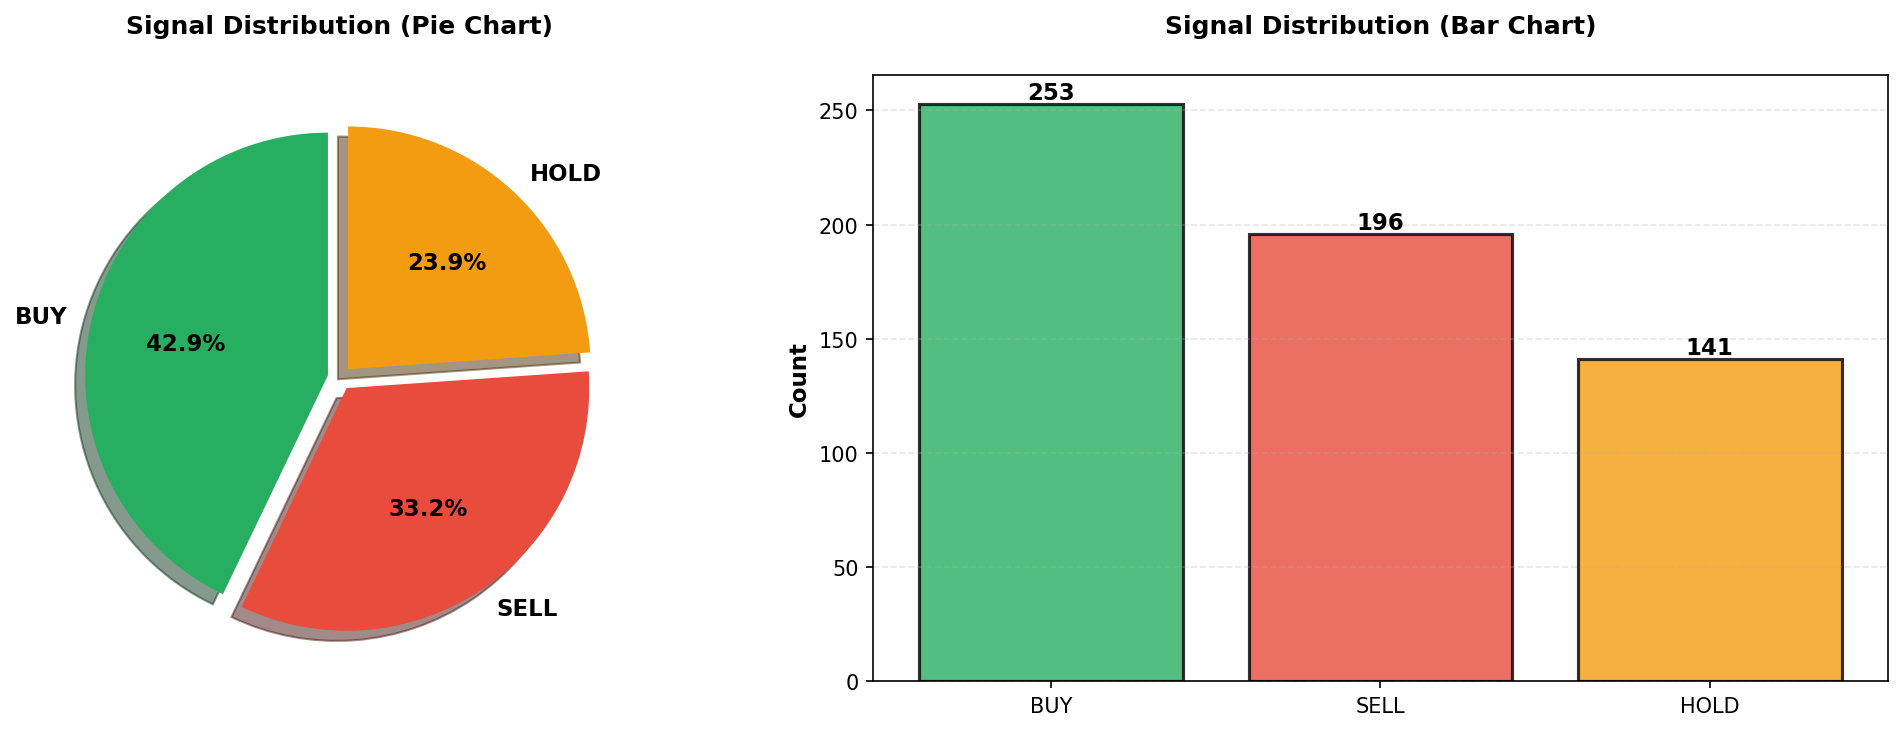 Signal Distribution (Pie Chart)
HOLD
23.9%
BUY
42.9%
33.2%
SELL
Signal Distribution (Bar Chart)
Count
250
200
150
100
50
0
253
196
141
BUY
SELL
HOLD